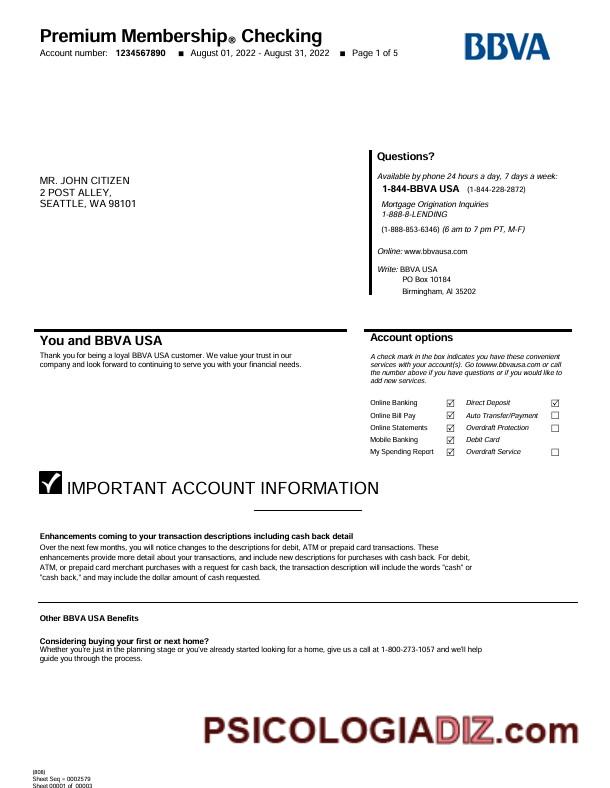 Premium Membership® Checking
Account number: 1234567890 ■ August 01, 2022 - August 31, 2022 ■ Page 1 of 5
BBVA
MR. JOHN CITIZEN
2 POST ALLEY,
SEATTLE, WA 98101
Questions?
Available by phone 24 hours a day, 7 days a week:
1-844-BBVA USA (1-844-228-2872)
Mortgage Origination Inquiries
1-888-8-LENDING
(1-888-853-6346) (6 am to 7 pm PT, M-F)
Online: www.bbvausa.com
Write: BBVA USA
PO Box 10184
Birmingham, Al 35202
You and BBVA USA
Thank you for being a loyal BBVA USA customer. We value your trust in our
company and look forward to continuing to serve you with your financial needs.
Account options
A check mark in the box indicates you have these convenient
services with your account(s). Go towww.bbvausa.com or call
the number above if you have questions or if you would like to
add new services.
Online Banking ☑ Direct Deposit ☑
Online Bill Pay ☑ Auto Transfer/Payment ☐
Online Statements ☑ Overdraft Protection ☐
Mobile Banking ☑ Debit Card
My Spending Report ☑ Overdraft Service ☐
IMPORTANT ACCOUNT INFORMATION
Enhancements coming to your transaction descriptions including cash back detail
Over the next few months, you will notice changes to the descriptions for debit, ATM or prepaid card transactions. These
enhancements provide more detail about your transactions, and include new descriptions for purchases with cash back. For debit,
ATM, or prepaid card merchant purchases with a request for cash back, the transaction description will include the words "cash" or
"cash back," and may include the dollar amount of cash requested.
Other BBVA USA Benefits
Considering buying your first or next home?
Whether you're just in the planning stage or you've already started looking for a home, give us a call at 1-800-273-1057 and we'll help
guide you through the process.
PSICOLOGIADIZ.com
(808)
Sheet Seq = 0002579
Sheet 00001 of 00003